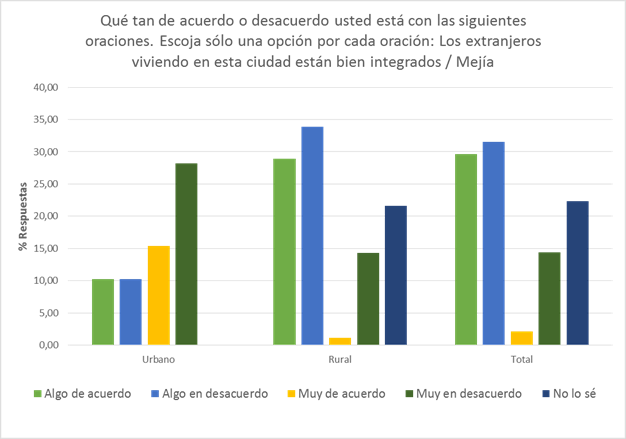 Qué tan de acuerdo o desacuerdo usted está con las siguientes
oraciones. Escoja sólo una opción por cada oración: Los extranjeros
viviendo en esta ciudad están bien integrados / Mejía
40,00
35,00
30,00
25,00
20,00
15,00
10,00
5,00
0,00
% Respuestas
Urbano Rural Total
Algo de acuerdo Algo en desacuerdo Muy de acuerdo Muy en desacuerdo No lo sé